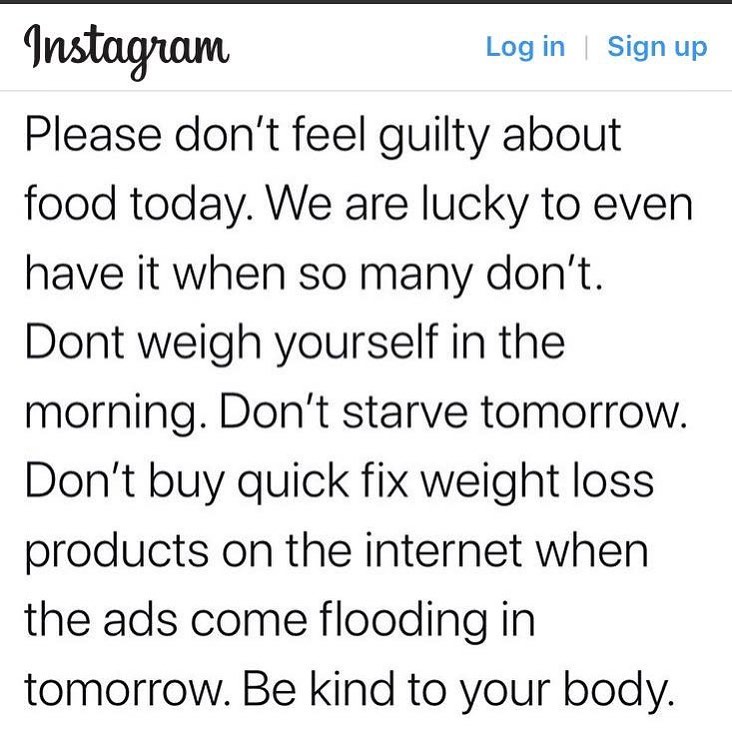 Instagram
Log in | Sign up
Please don't feel guilty about
food today. We are lucky to even
have it when so many don't.
Dont weigh yourself in the
morning. Don't starve tomorrow.
Don't buy quick fix weight loss
products on the internet when
the ads come flooding in
tomorrow. Be kind to your body.